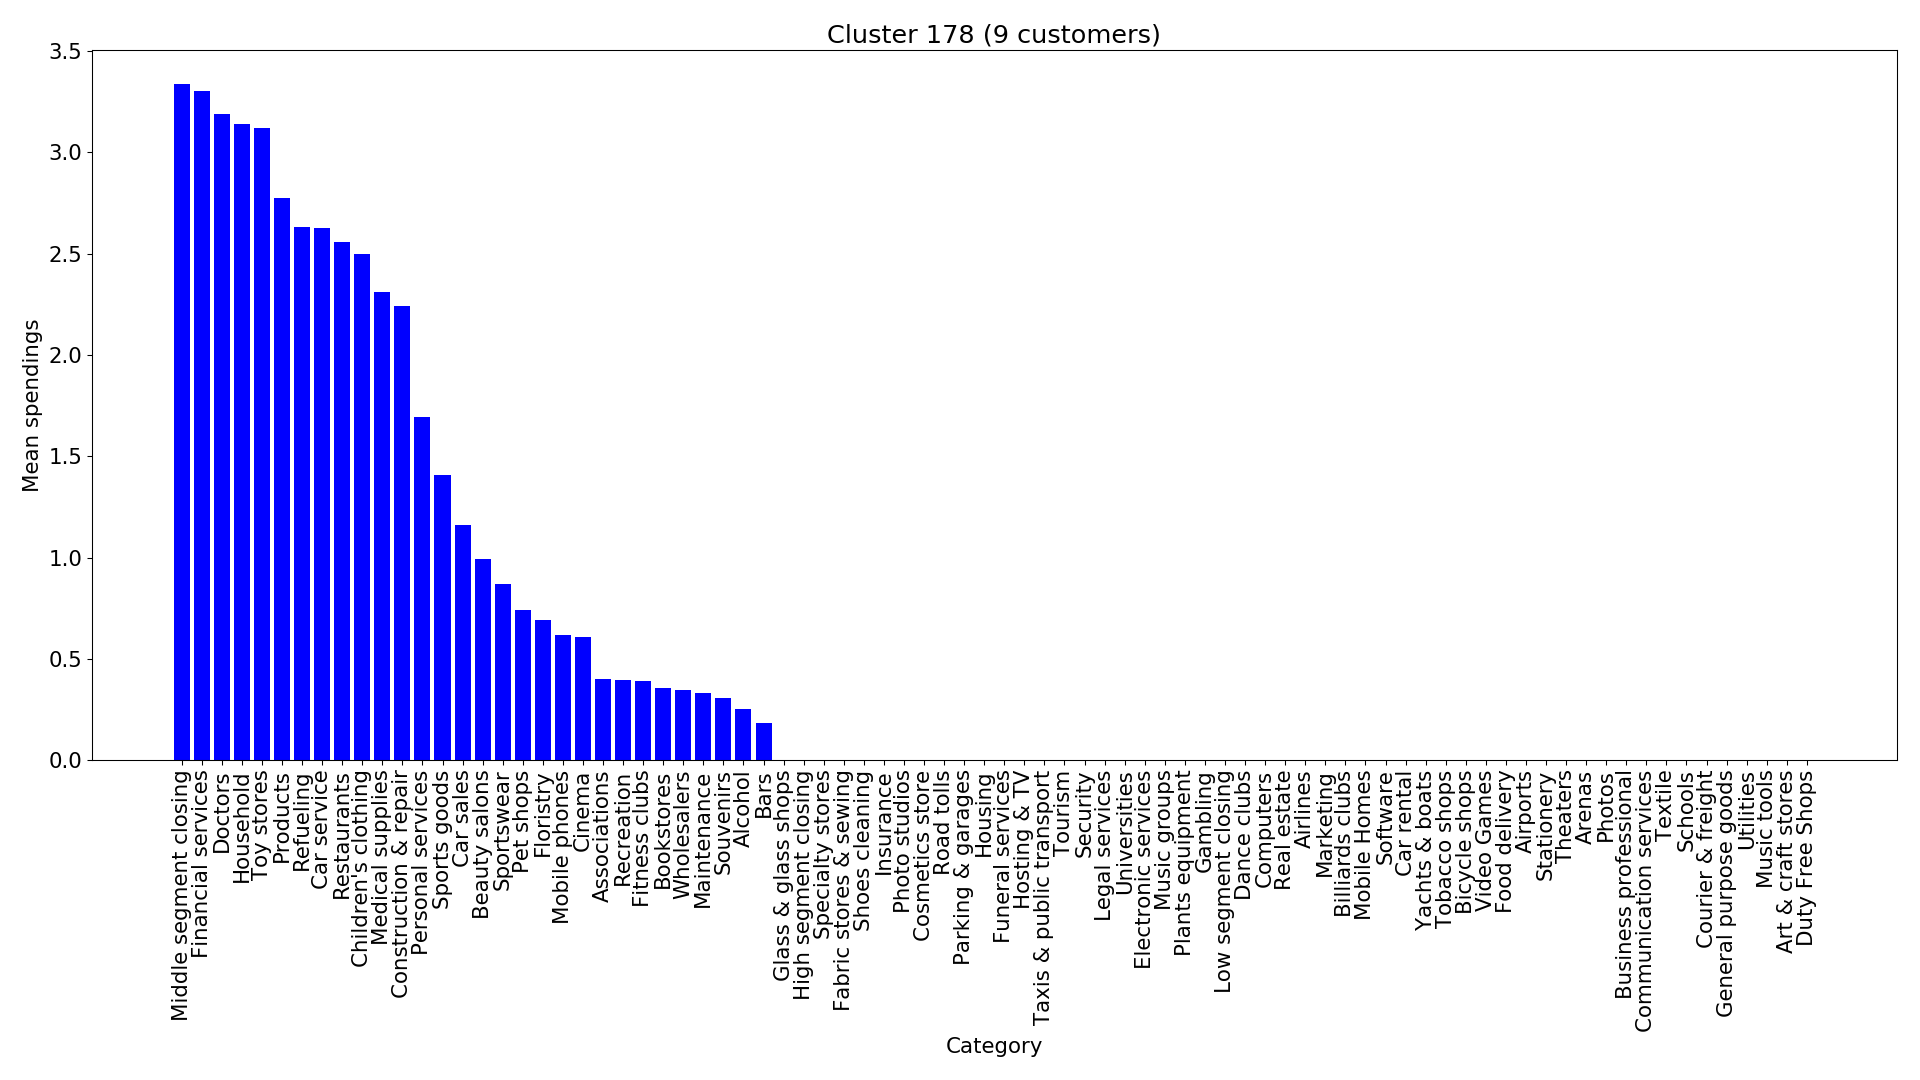 Cluster 178 (9 customers)
3.5
3.0
2.5
2.0
1.5
1.0
0.5
0.0
Mean spendings
Middle segment closing
Financial services
Doctors
Household
Toy stores
Products
Refueling
Car service
Restaurants
Children's clothing
Medical supplies
Construction & repair
Personal services
Sports goods
Car sales
Beauty salons
Sportswear
Pet shops
Floristry
Mobile phones
Cinema
Associations
Recreation
Fitness clubs
Bookstores
Wholesalers
Maintenance
Souvenirs
Alcohol
Bars
Glass & glass shops
High segment closing
Specialty stores
Fabric stores & sewing
Shoes cleaning
Insurance
Photo studios
Cosmetics store
Road tolls
Parking & garages
Housing
Funeral services
Hosting & TV
Taxis & public transport
Tourism
Security
Legal services
Universities
Electronic services
Music groups
Plants equipment
Gambling
Low segment closing
Dance clubs
Computers
Real estate
Airlines
Marketing
Billiards clubs
Mobile Homes
Software
Car rental
Yachts & boats
Tobacco shops
Bicycle shops
Video Games
Food delivery
Airports
Stationery
Theaters
Arenas
Photos
Business professional
Communication services
Textile
Schools
Courier & freight
General purpose goods
Utilities
Music tools
Art & craft stores
Duty Free Shops
Category